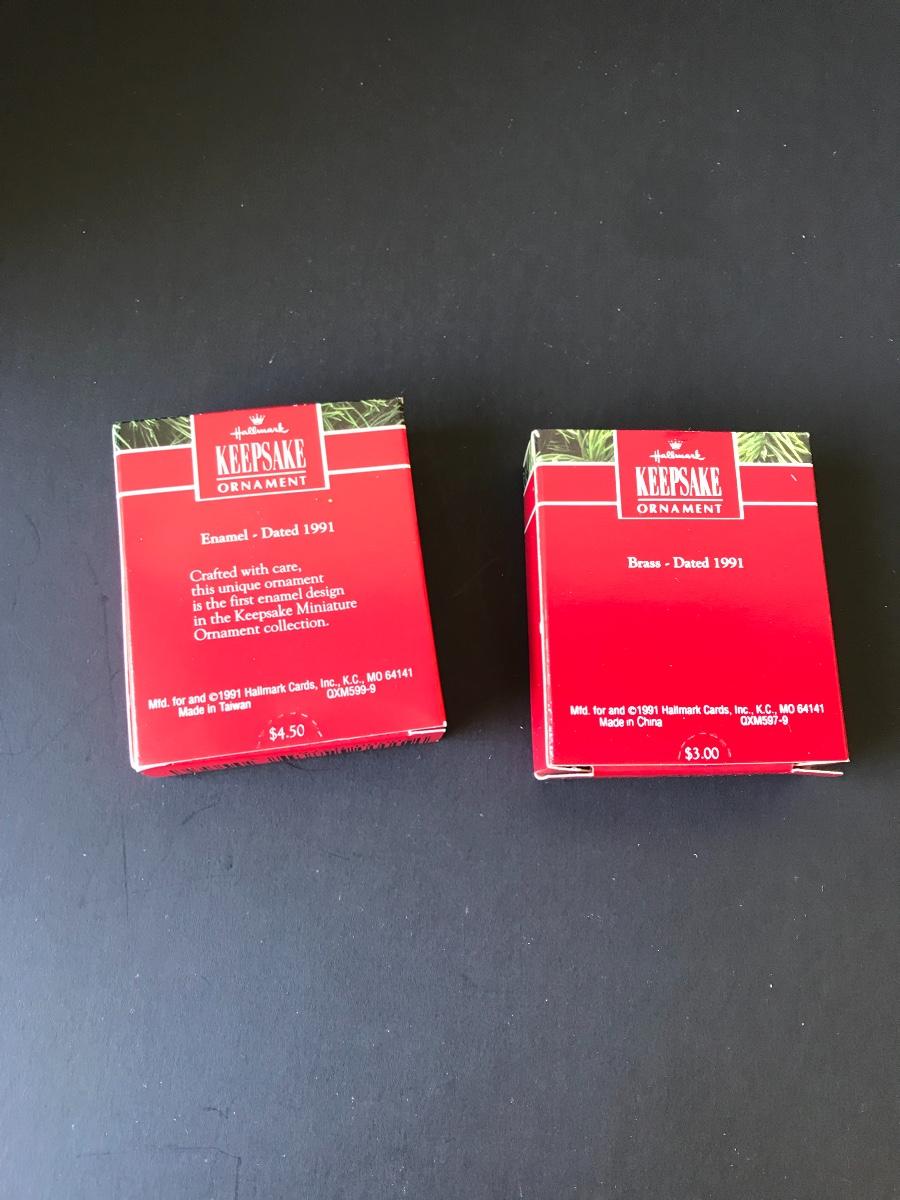 Hallmark
KEEPSAKE
ORNAMENT
Enamel - Dated 1991
Crafted with care,
this unique ornament
is the first enamel design
in the Keepsake Miniature
Ornament collection.
Mfd. for and ©1991 Hallmark Cards, Inc., K.C., MO 64141
Made in Taiwan QXM599-9
$4.50
Hallmark
KEEPSAKE
ORNAMENT
Brass - Dated 1991
Mfd. for and ©1991 Hallmark Cards, Inc., K.C., MO 64141
Made in China QXM597-9
$3.00